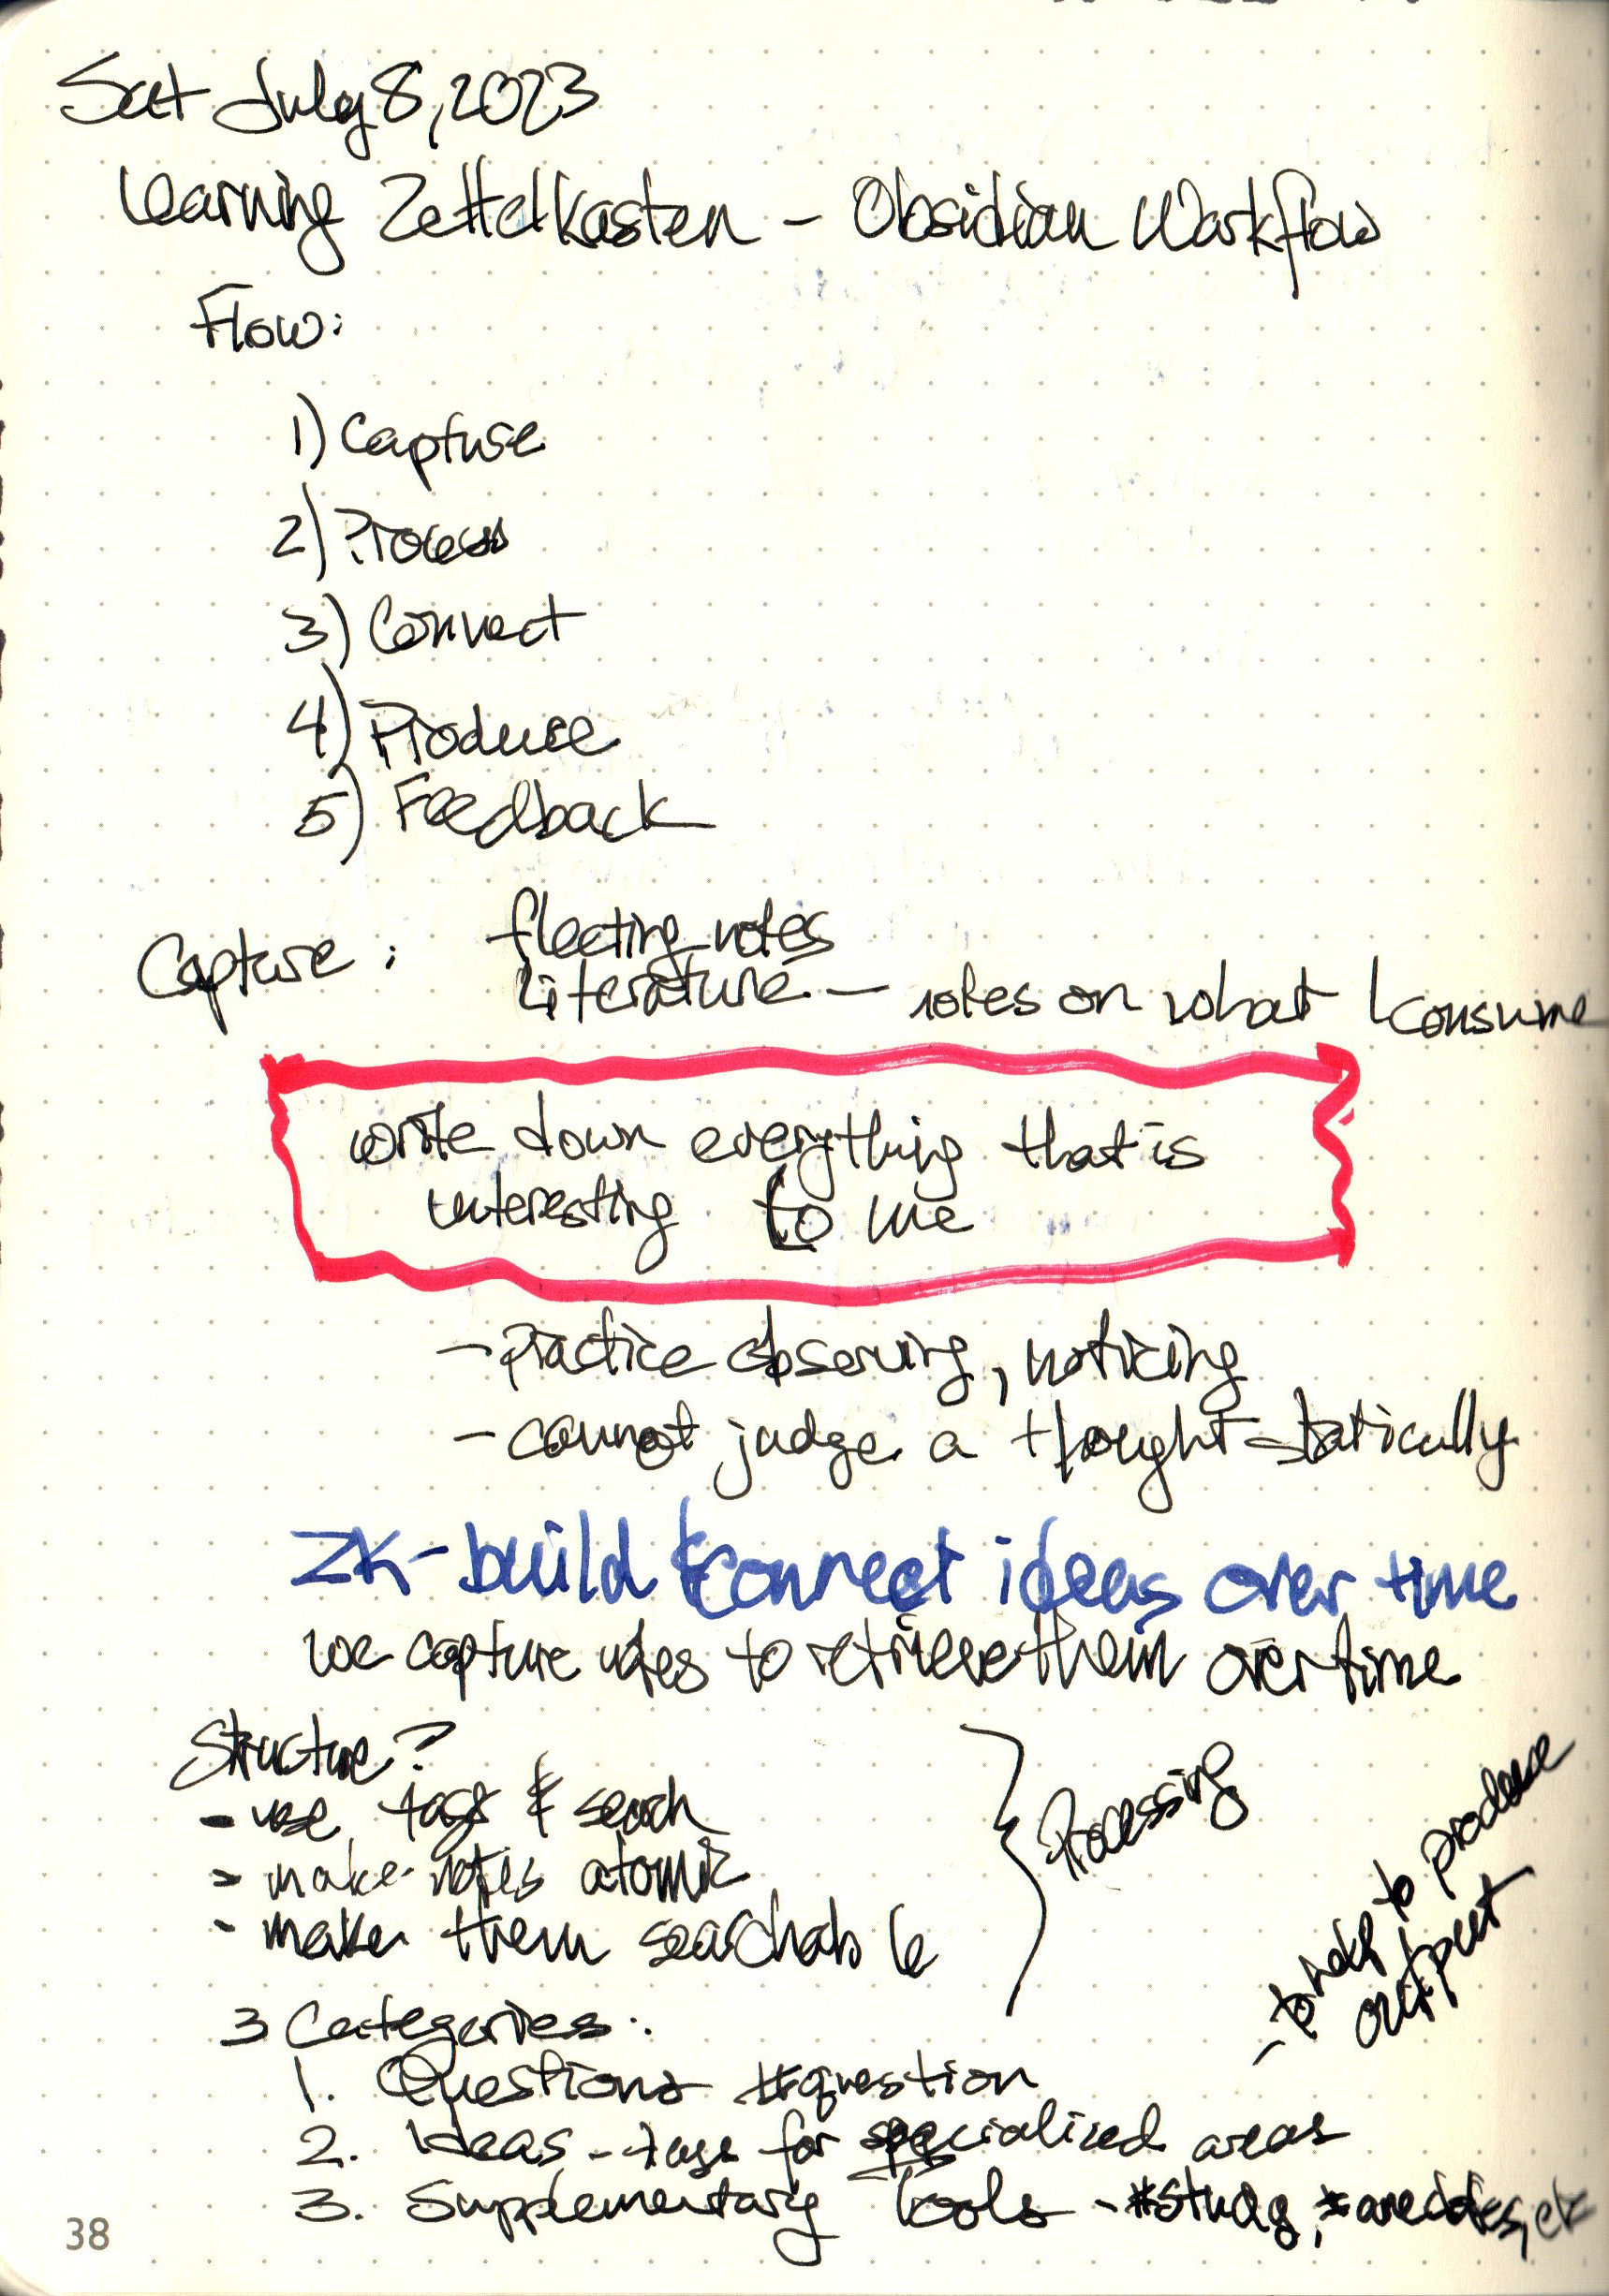 Sat July 8, 2023
Learning Zettelkasten - Obsidian Workflow
Flow:
1) Capture
2) Process
3) Connect
4) Produce
5) Feedback
Capture: fleeting notes
Literature - notes on what I consume
write down everything that is
interesting to me
- practice observing, noticing
- cannot judge a thought statically
ZK - build & connect ideas over time
we capture notes to retrieve them over time
Structure?
- use tags & search
- make notes atomic
- make them searchable
Processing
- to help to produce
output
3 Categories:
1. Questions #question
2. Ideas - tags for specialized areas
3. Supplementary Tools - #study, #anecdotes, etc
38